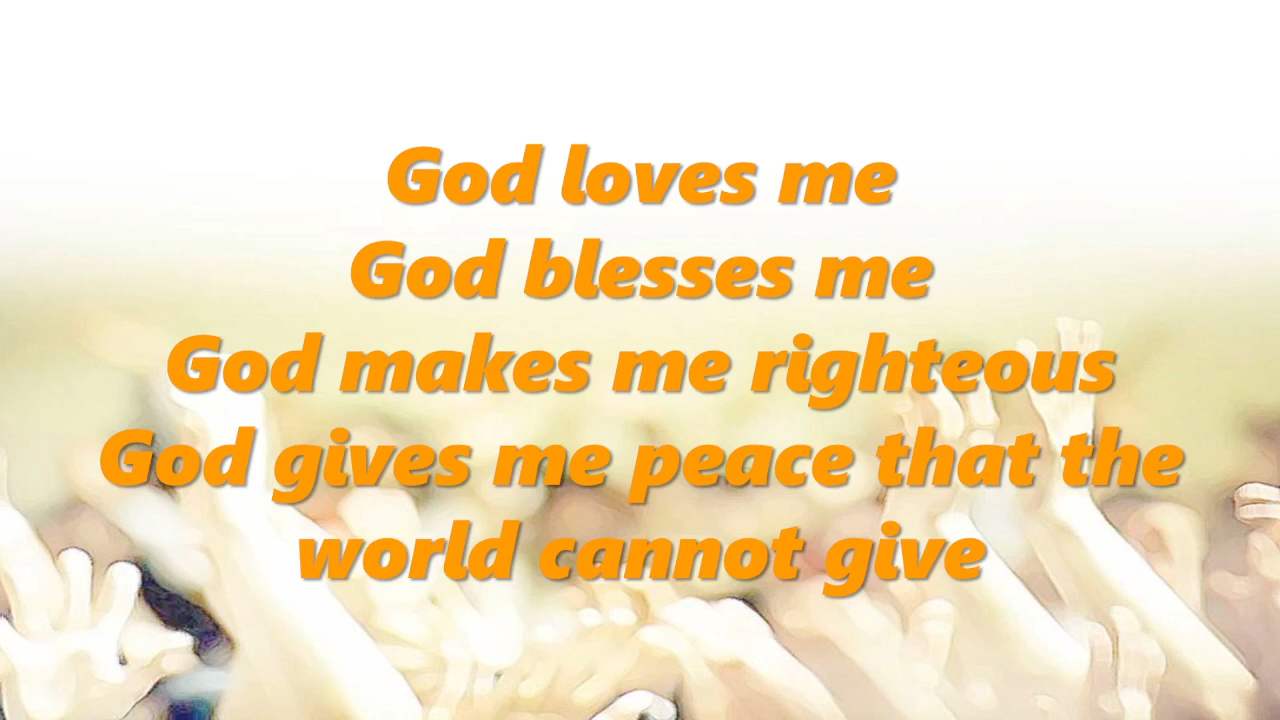 God loves me
God blesses me
God makes me righteous
God gives me peace that the
world cannot give